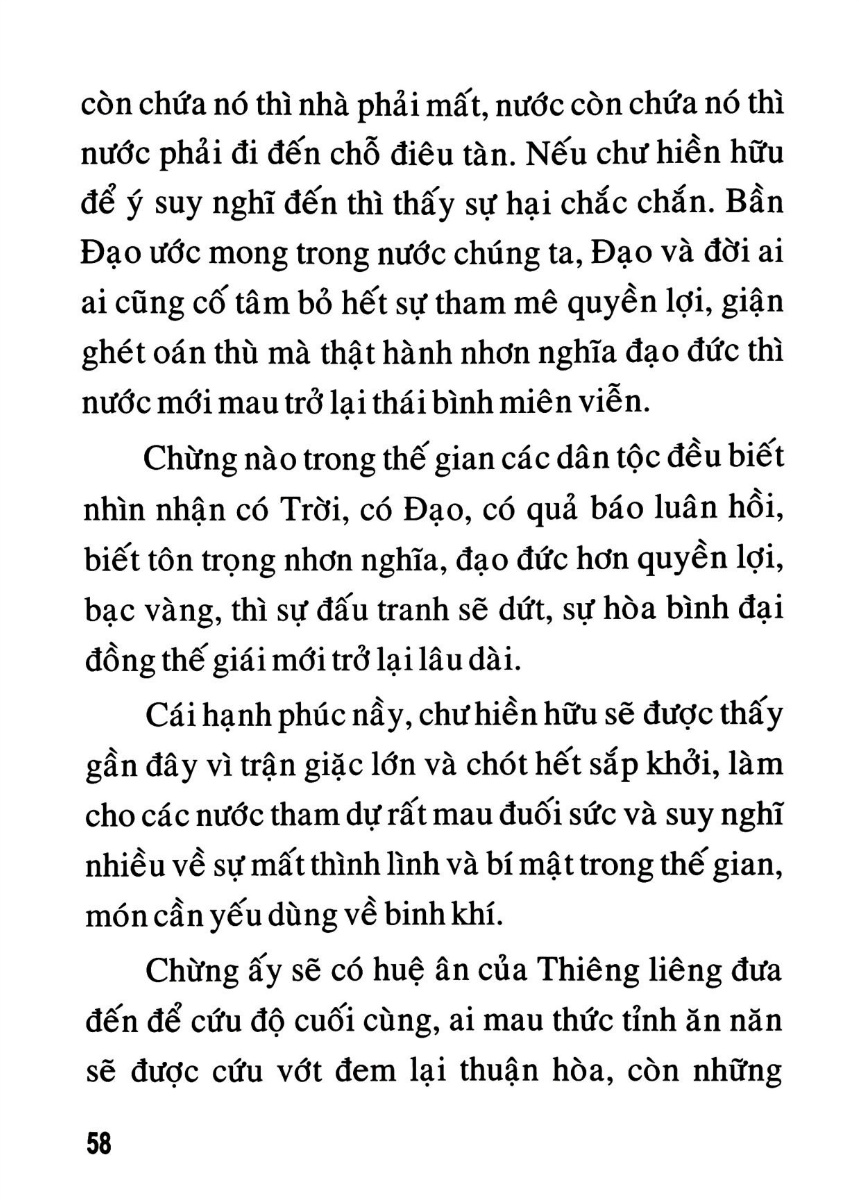 còn chứa nó thì nhà phải mất, nước còn chứa nó thì
nước phải đi đến chỗ điêu tàn. Nếu chư hiền hữu
để ý suy nghĩ đến thì thấy sự hại chắc chắn. Bần
Đạo ước mong trong nước chúng ta, Đạo và đời ai
ai cũng cố tâm bỏ hết sự tham mê quyền lợi, giận
ghét oán thù mà thật hành nhơn nghĩa đạo đức thì
nước mới mau trở lại thái bình miên viễn.
Chừng nào trong thế gian các dân tộc đều biết
nhìn nhận có Trời, có Đạo, có quả báo luân hồi,
biết tôn trọng nhơn nghĩa, đạo đức hơn quyền lợi,
bạc vàng, thì sự đấu tranh sẽ dứt, sự hòa bình đại
đồng thế giái mới trở lại lâu dài.
Cái hạnh phúc nầy, chư hiền hữu sẽ được thấy
gần đây vì trận giặc lớn và chót hết sắp khởi, làm
cho các nước tham dự rất mau đuối sức và suy nghĩ
nhiều về sự mất thình lình và bí mật trong thế gian,
món cần yếu dùng về binh khí.
Chừng ấy sẽ có huệ ân của Thiêng liêng đưa
đến để cứu độ cuối cùng, ai mau thức tỉnh ăn năn
sẽ được cứu vớt đem lại thuận hòa, còn những
58